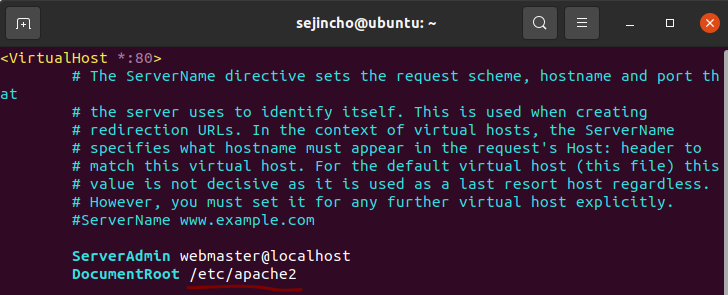 sejincho@ubuntu: ~
<VirtualHost *:80>
# The ServerName directive sets the request scheme, hostname and port th
at
# the server uses to identify itself. This is used when creating
# redirection URLs. In the context of virtual hosts, the ServerName
# specifies what hostname must appear in the request's Host: header to
# match this virtual host. For the default virtual host (this file) this
# value is not decisive as it is used as a last resort host regardless.
# However, you must set it for any further virtual host explicitly.
#ServerName www.example.com
ServerAdmin webmaster@localhost
DocumentRoot /etc/apache2